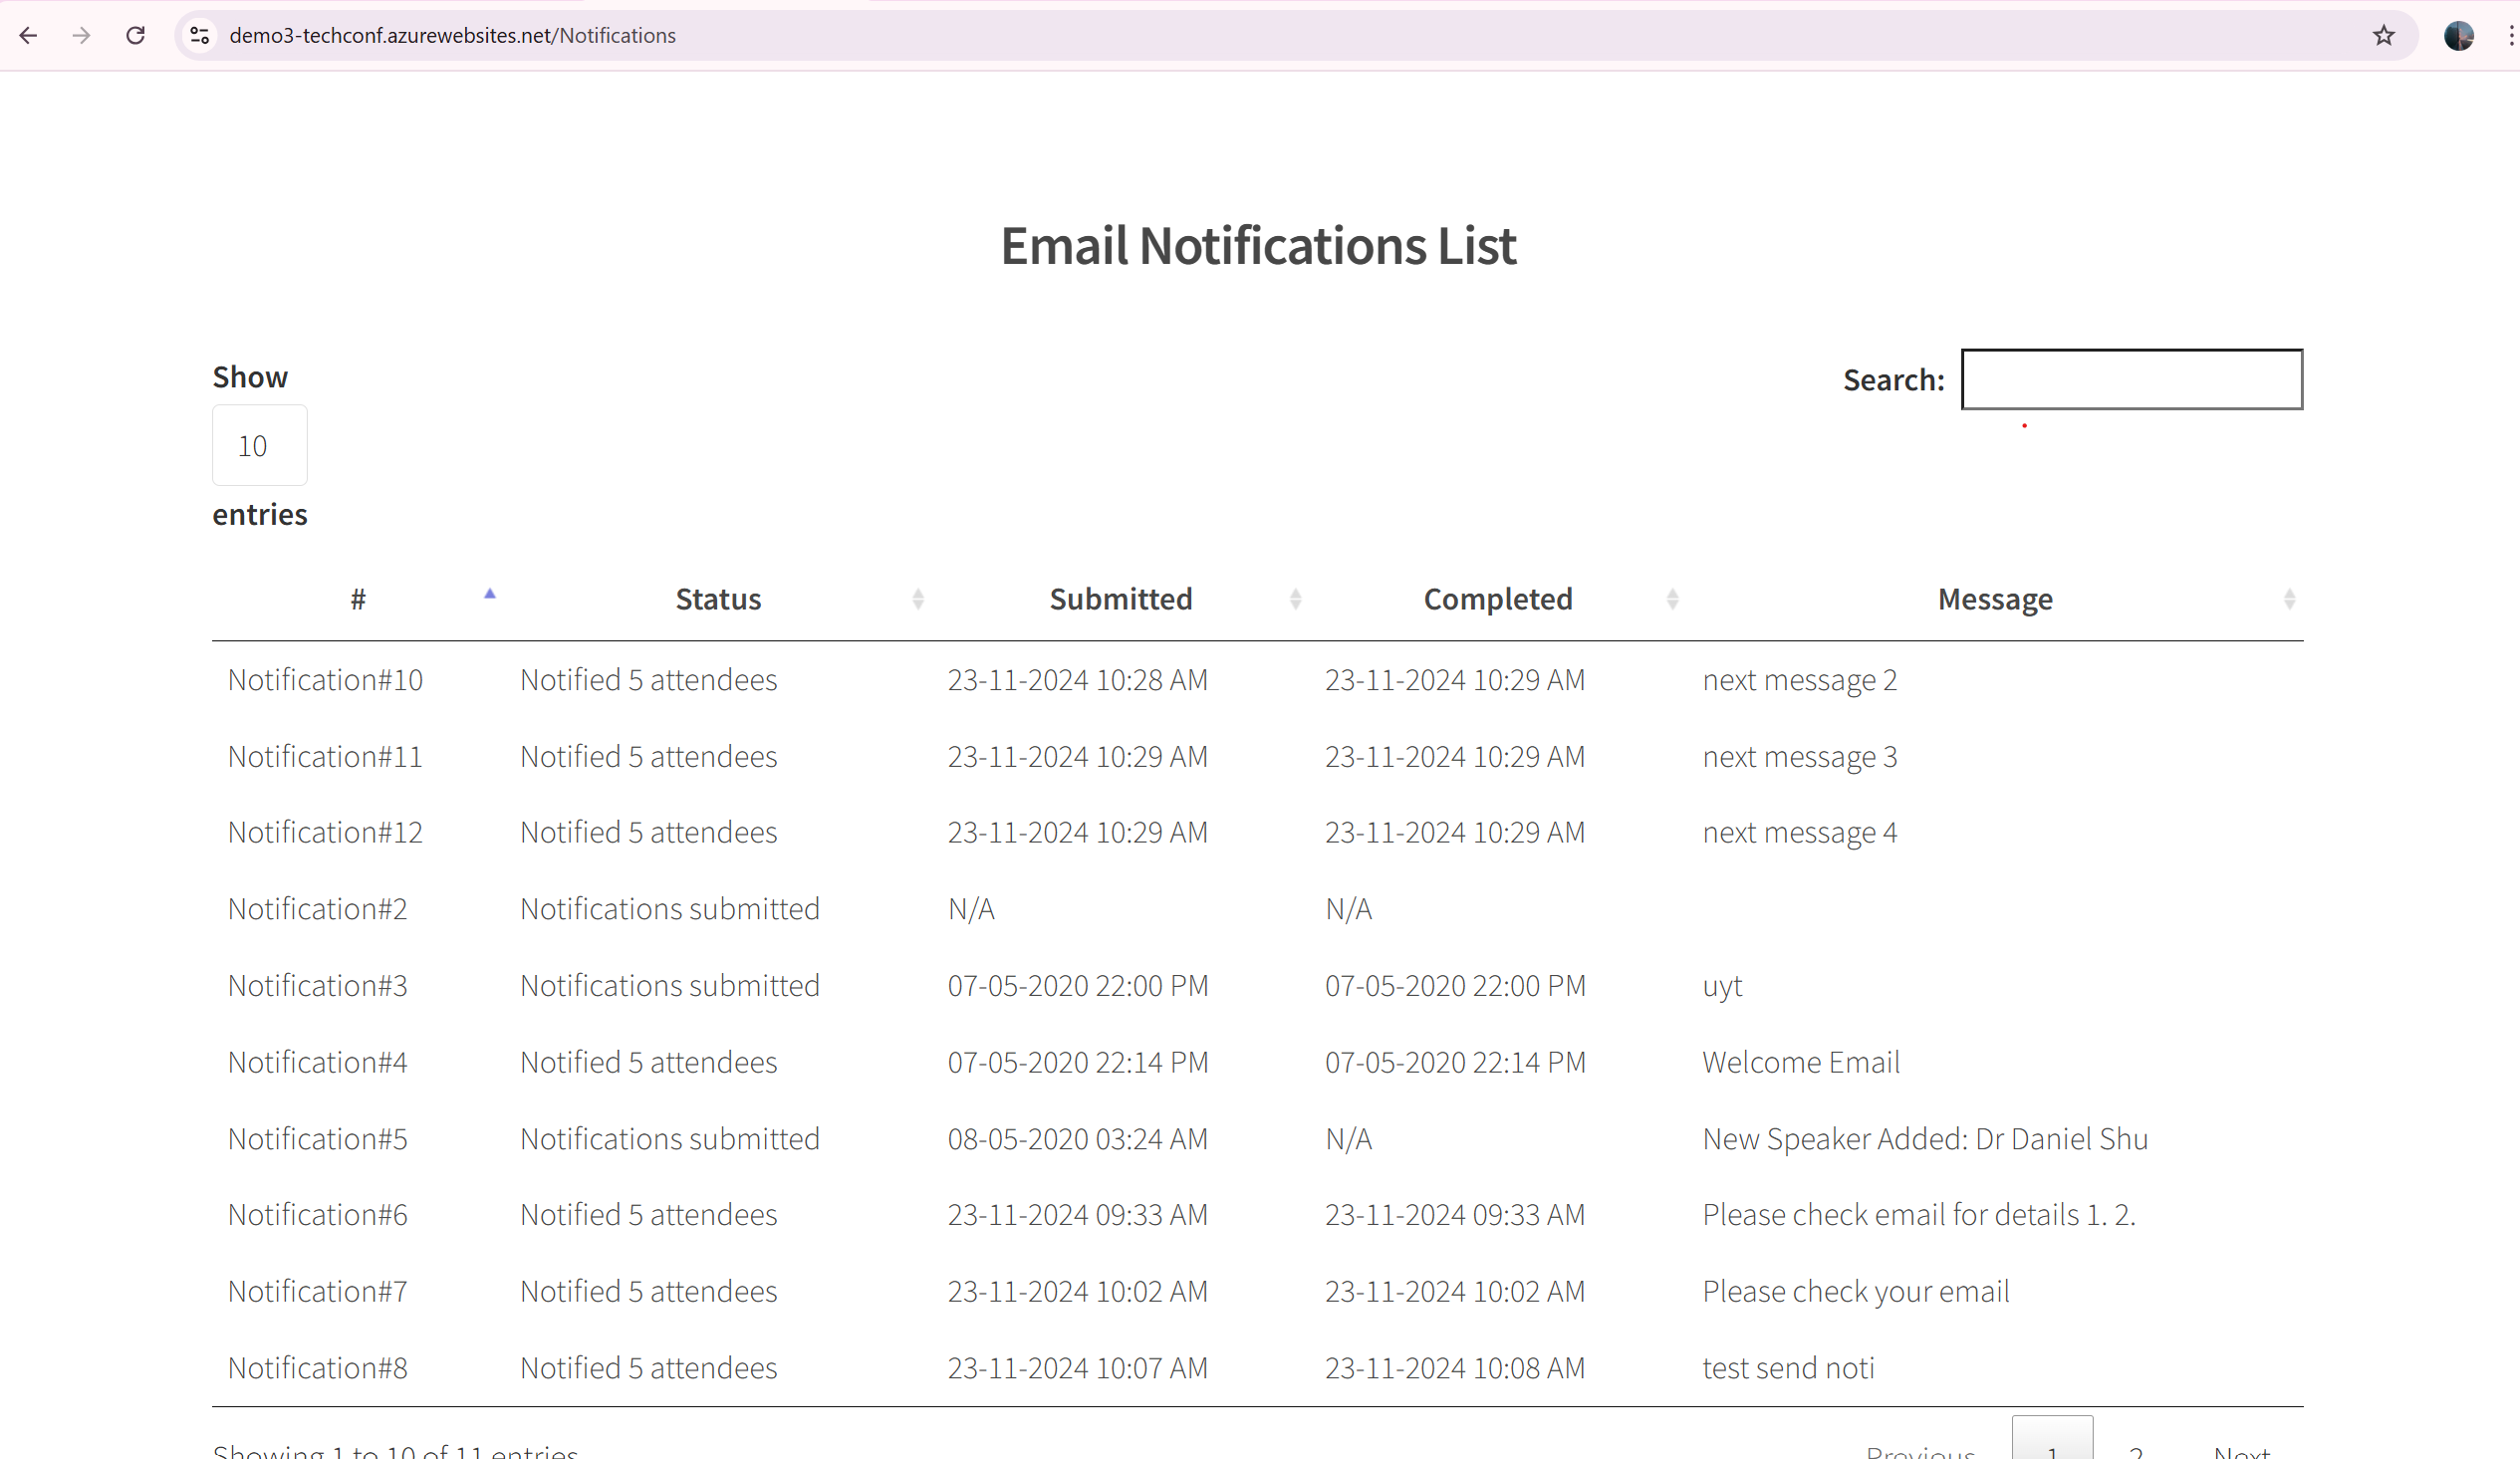 demo3-techconf.azurewebsites.net/Notifications
Email Notifications List
Show
10
entries
Search:
# Status Submitted Completed Message
Notification#10 Notified 5 attendees 23-11-2024 10:28 AM 23-11-2024 10:29 AM next message 2
Notification#11 Notified 5 attendees 23-11-2024 10:29 AM 23-11-2024 10:29 AM next message 3
Notification#12 Notified 5 attendees 23-11-2024 10:29 AM 23-11-2024 10:29 AM next message 4
Notification#2 Notifications submitted N/A N/A
Notification#3 Notifications submitted 07-05-2020 22:00 PM 07-05-2020 22:00 PM uyt
Notification#4 Notified 5 attendees 07-05-2020 22:14 PM 07-05-2020 22:14 PM Welcome Email
Notification#5 Notifications submitted 08-05-2020 03:24 AM N/A New Speaker Added: Dr Daniel Shu
Notification#6 Notified 5 attendees 23-11-2024 09:33 AM 23-11-2024 09:33 AM Please check email for details 1. 2.
Notification#7 Notified 5 attendees 23-11-2024 10:02 AM 23-11-2024 10:02 AM Please check your email
Notification#8 Notified 5 attendees 23-11-2024 10:07 AM 23-11-2024 10:08 AM test send noti
Showing 1 to 10 of 11 entries Previous 1 2 Next